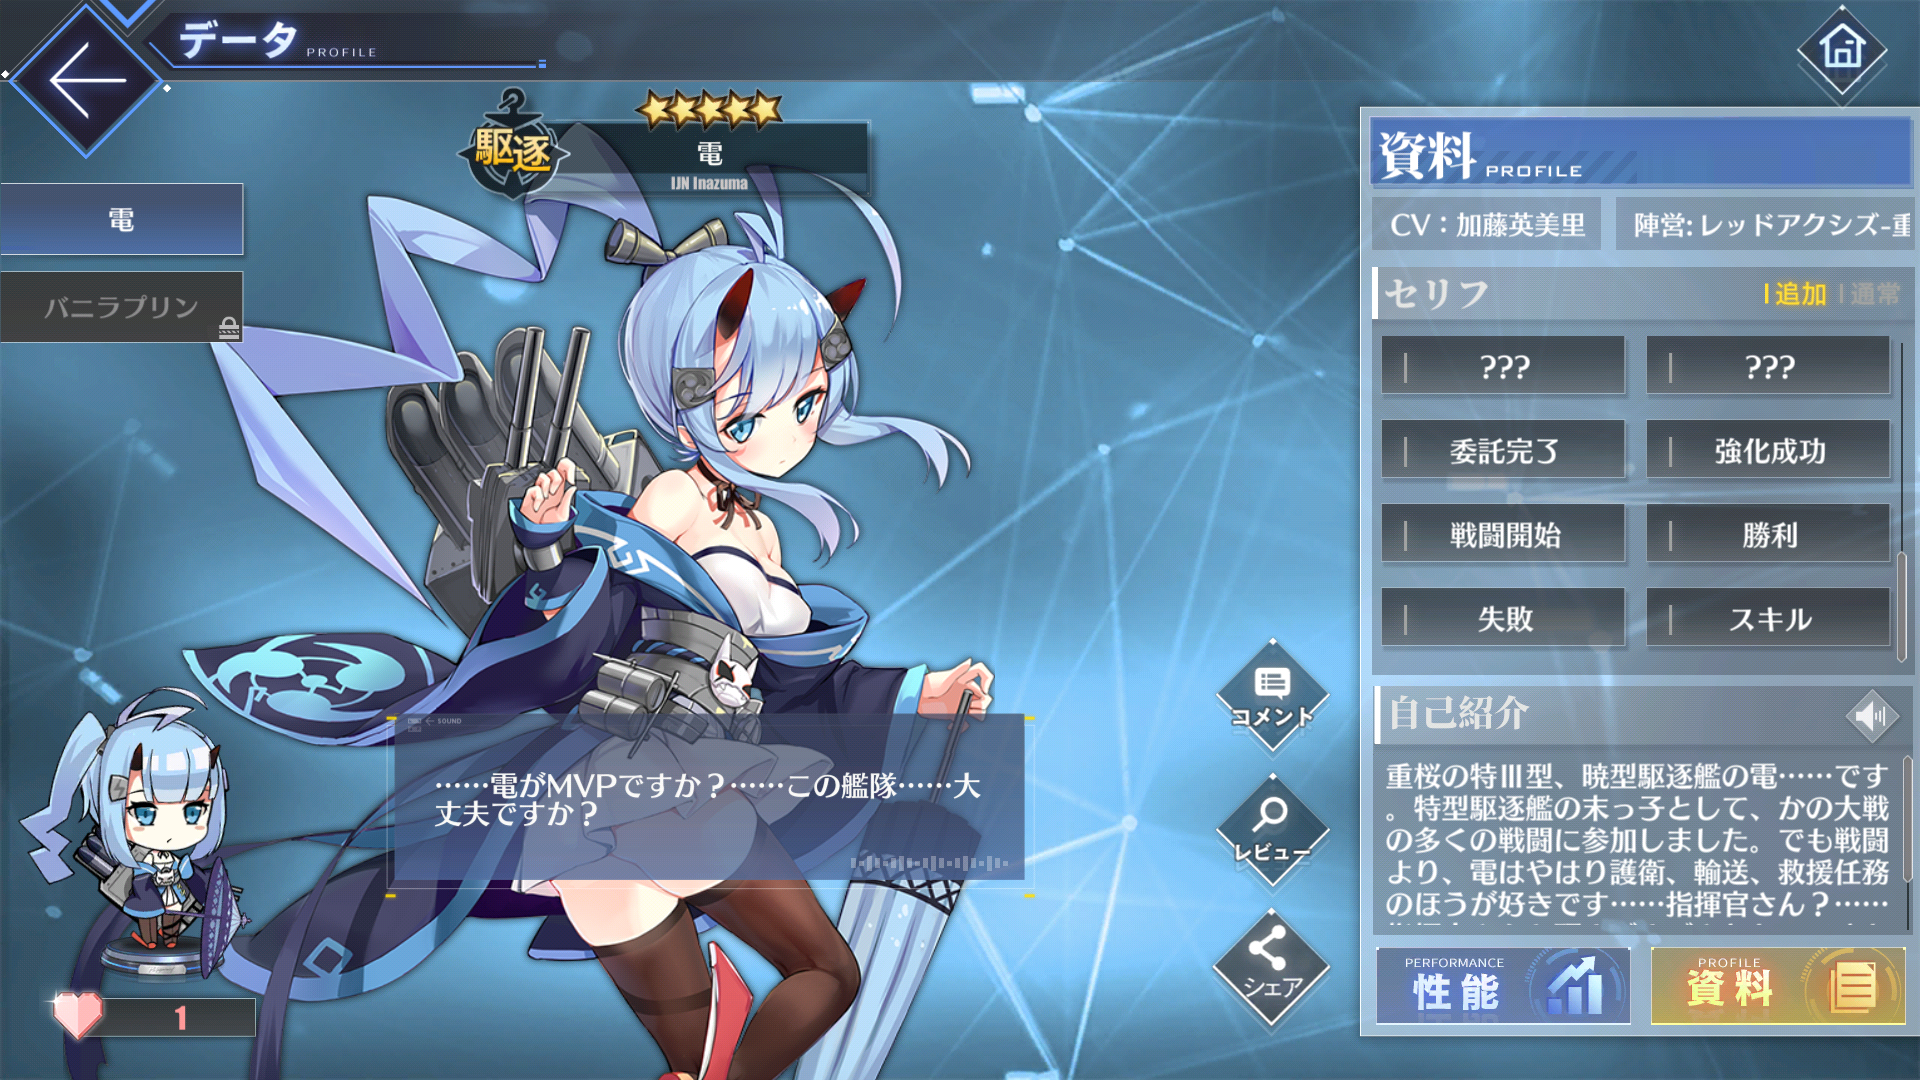 データ PROFILE
駆逐
電
IJN Inazuma
電
バニラプリン
資料 PROFILE
CV：加藤英美里
陣営:レッドアクシズ-重
セリフ
追加
通常
???
???
委託完了
強化成功
戦闘開始
勝利
失敗
スキル
SOUND
……電がMVPですか？……この艦隊……大
丈夫ですか？
コメント
レビュー
シェア
自己紹介
重桜の特Ⅲ型、暁型駆逐艦の電……です
。特型駆逐艦の末っ子として、かの大戦
の多くの戦闘に参加しました。でも戦闘
より、電はやはり護衛、輸送、救援任務
のほうが好きです……指揮官さん？……
PERFORMANCE
性能
PROFILE
資料
1